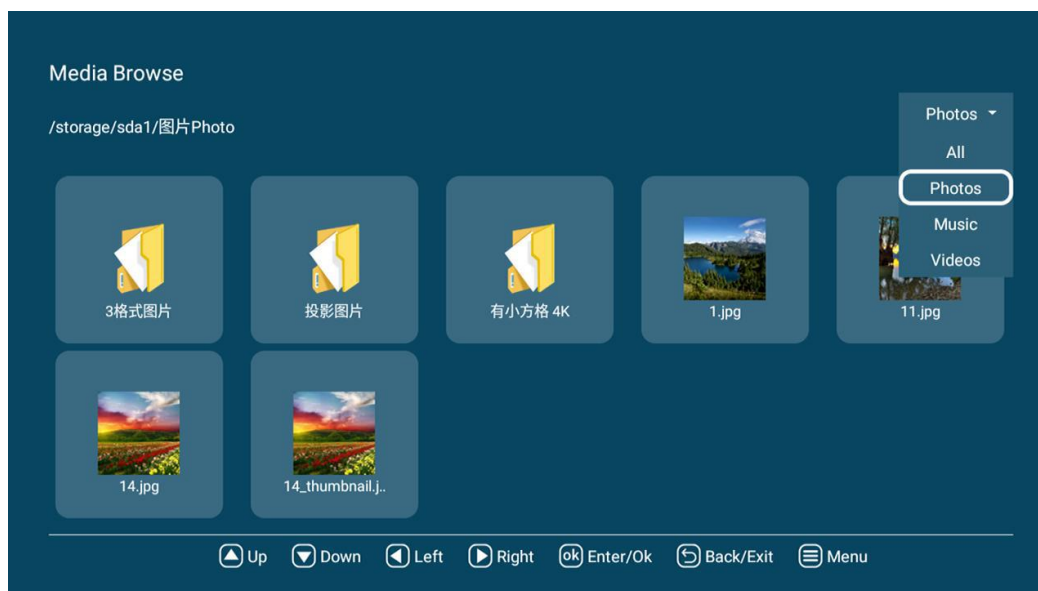 Media Browse
/storage/sda1/图片Photo
Photos
All
Photos
Music
Videos
3格式图片
投影图片
有小方格 4K
1.jpg
11.jpg
14.jpg
14_thumbnail.j..
Up Down Left Right ok Enter/Ok Back/Exit Menu